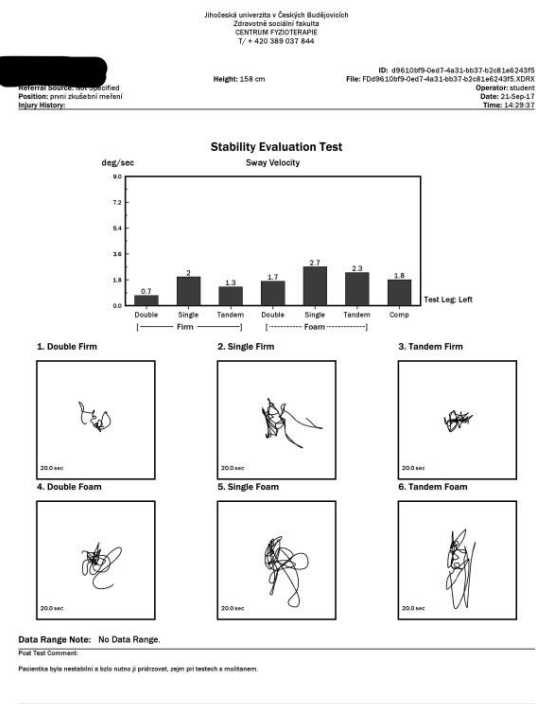 Jihočeská univerzita v Českých Budějovicích
Zdravotně sociální fakulta
CENTRUM FYZIOTERAPIE
T/ + 420 389 037 844
ID: d9610bf9-0ed7-4a31-bb37-b2c81e6243f5
Height: 158 cm
File: FDd9610bf9-0ed7-4a31-bb37-b2c81e6243f5.XDRX
Referral Source: Not Specified
Operator: student
Position: prvni zkušební meření
Date: 21-Sep-17
Injury History:
Time: 14:29:37
Stability Evaluation Test
deg/sec
Sway Velocity
9.0
7.2
5.4
3.6
1.8
0.0
0.7
2
1.3
1.7
2.7
2.3
1.8
Test Leg: Left
Double Single Tandem Double Single Tandem Comp
[ Firm ] [ Foam ]
1. Double Firm 2. Single Firm 3. Tandem Firm
20.0 sec 20.0 sec 20.0 sec
4. Double Foam 5. Single Foam 6. Tandem Foam
20.0 sec 20.0 sec 20.0 sec
Data Range Note: No Data Range.
Post Test Comment:
Pacientka byla nestabilní a bzlo nutno ji pridrzovat, zejm pri testech s molitanem.